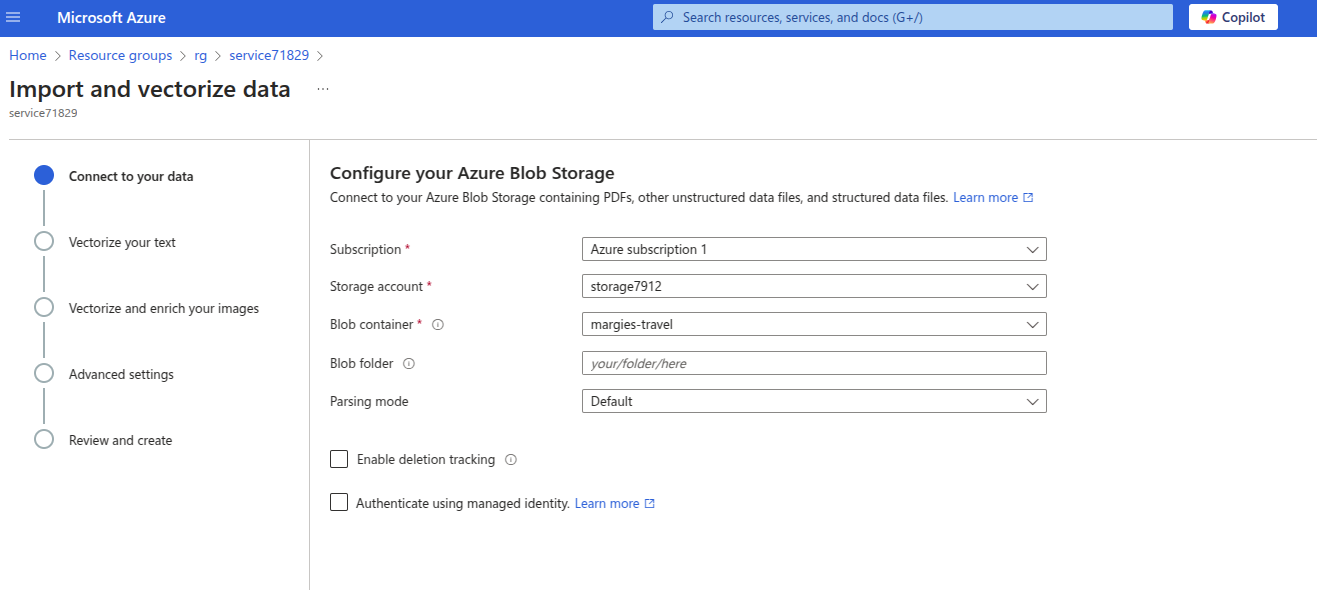 Microsoft Azure
Search resources, services, and docs (G+/)
Copilot
Home > Resource groups > rg > service71829 >
Import and vectorize data ...
service71829
Connect to your data
Vectorize your text
Vectorize and enrich your images
Advanced settings
Review and create
Configure your Azure Blob Storage
Connect to your Azure Blob Storage containing PDFs, other unstructured data files, and structured data files. Learn more
Subscription * Azure subscription 1
Storage account * storage7912
Blob container * margies-travel
Blob folder your/folder/here
Parsing mode Default
Enable deletion tracking
Authenticate using managed identity. Learn more